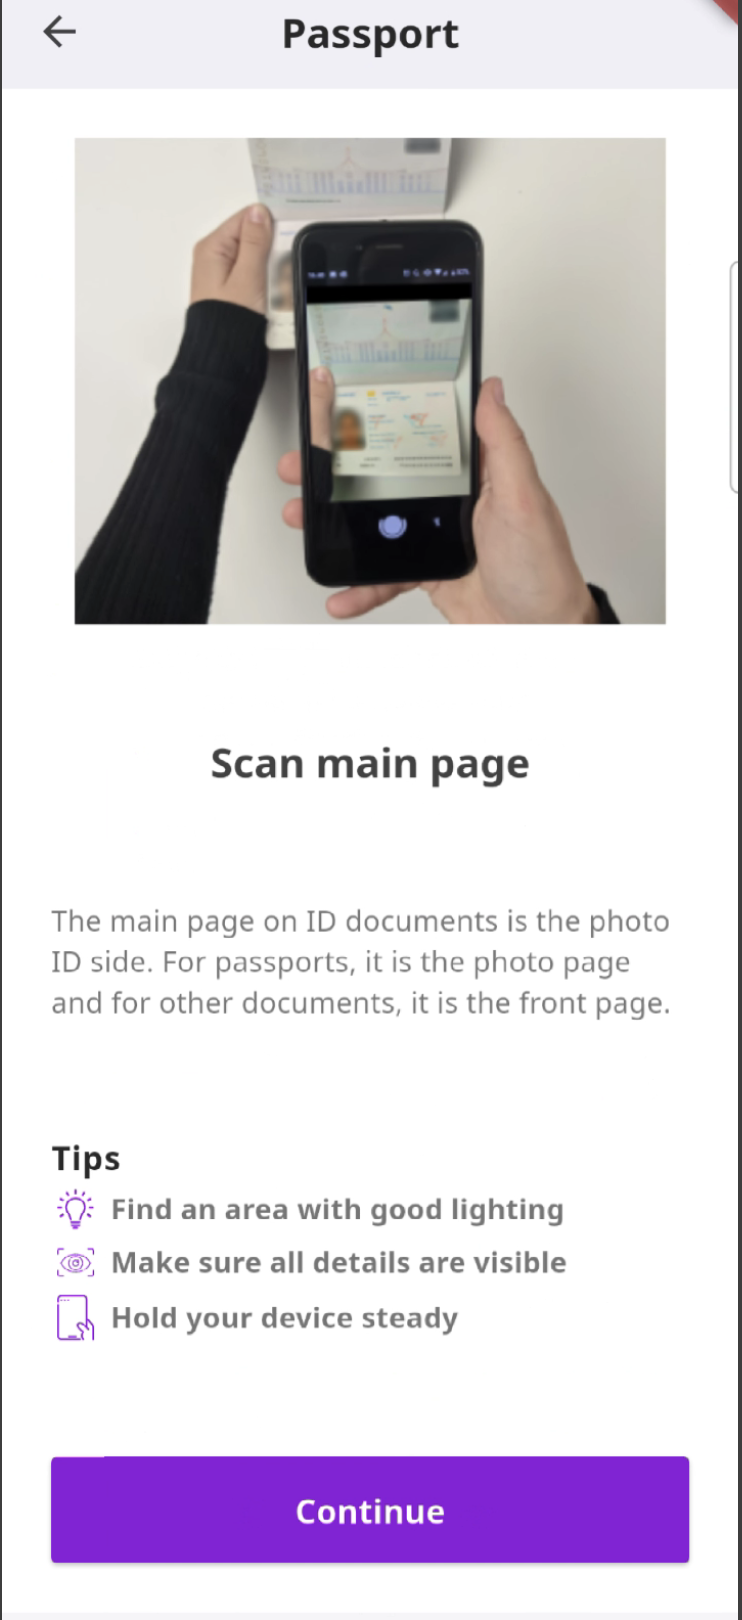 Passport
Scan main page
The main page on ID documents is the photo
ID side. For passports, it is the photo page
and for other documents, it is the front page.
Tips
Find an area with good lighting
Make sure all details are visible
Hold your device steady
Continue